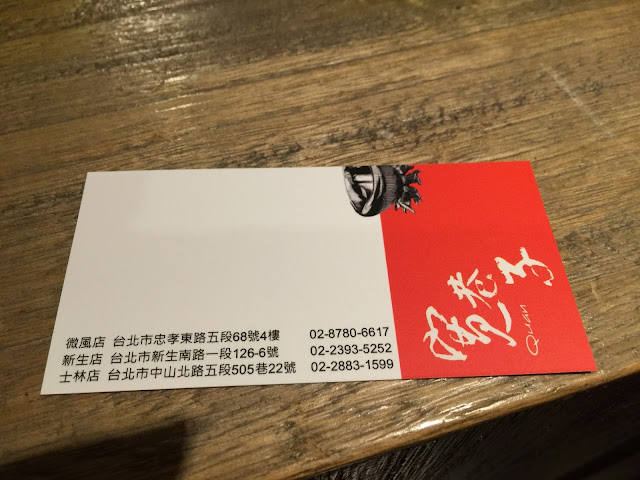 微風店 台北市忠孝東路五段68號4樓 02-8780-6617
新生店 台北市新生南路一段126-6號 02-2393-5252
士林店 台北市中山北路五段505巷22號 02-2883-1599
寬巷子
Quan